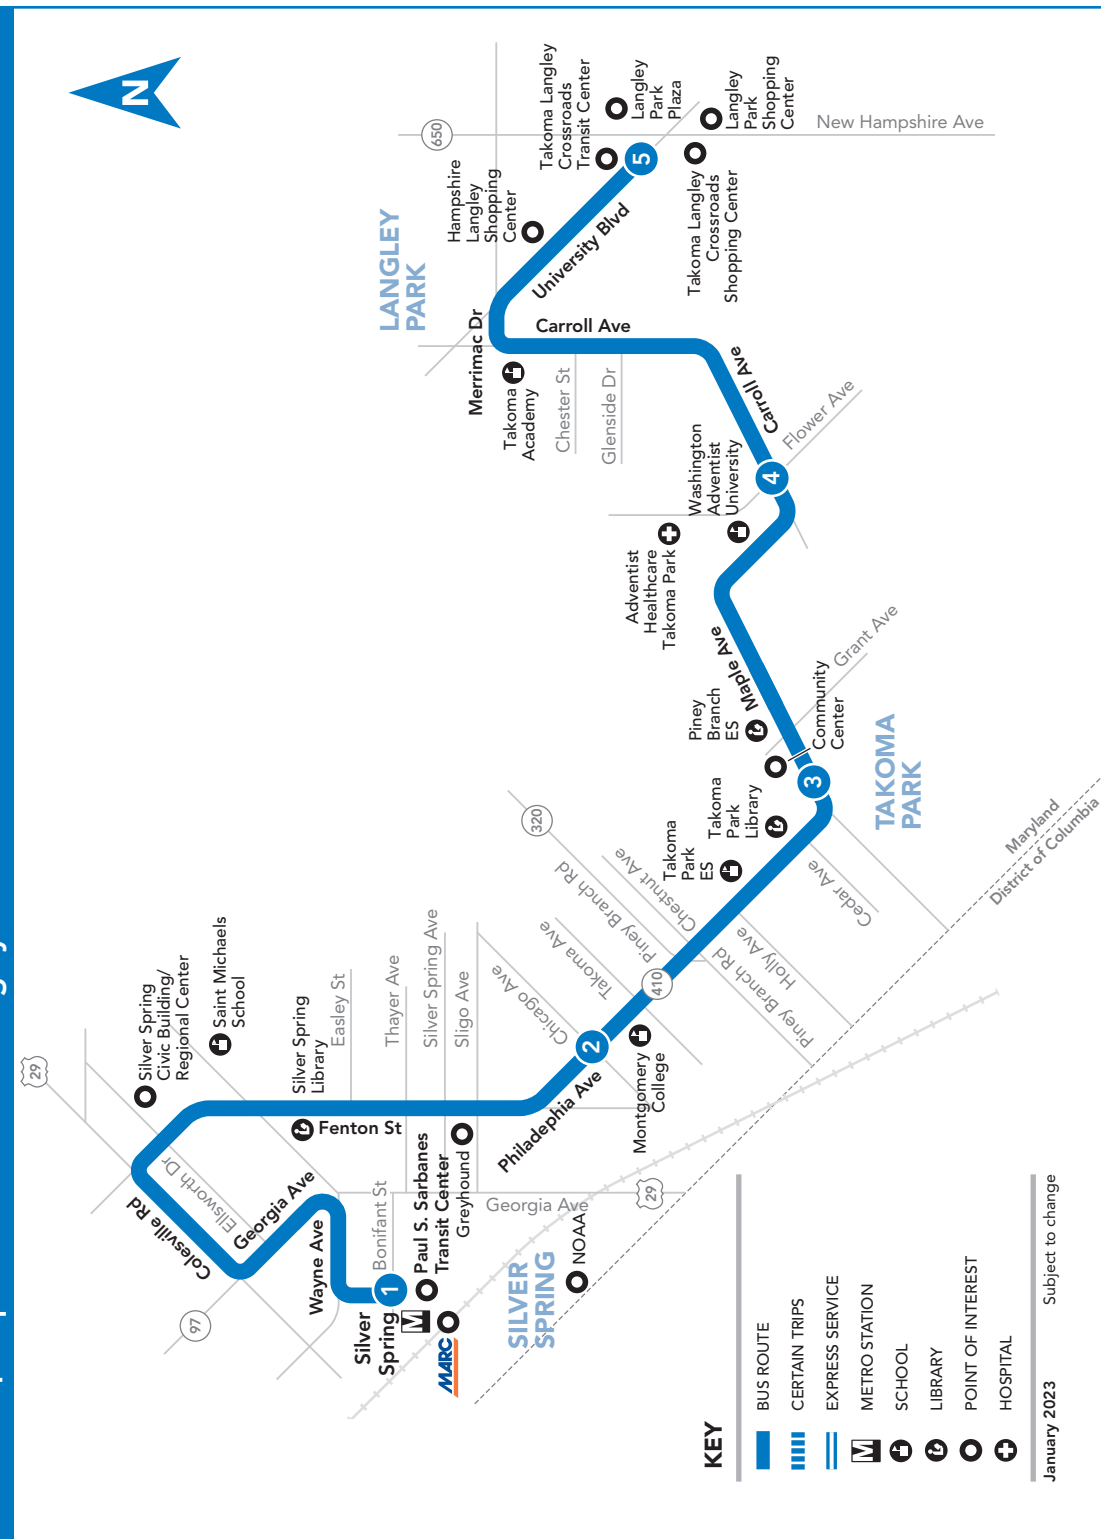 N
29
Silver Spring
Civic Building/
Regional Center
Saint Michaels
School
Silver Spring
Library
Easley St
Thayer Ave
Silver Spring Ave
Sligo Ave
Chicago Ave
Takoma Ave
Piney Branch Rd
320
Chestnut Ave
Piney Branch Rd
Holly Ave
Cedar Ave
410
Colesville Rd
Ellsworth Dr
Georgia Ave
97
Wayne Ave
Bonifant St
Fenton St
Silver
Spring
1
M
MARC
Paul S. Sarbanes
Transit Center
Greyhound
Georgia Ave
29
SILVER
SPRING
NOAA
Philadephia Ave
2
Montgomery
College
Takoma
Park
ES
Takoma
Park
Library
3
Community
Center
Piney
Branch
ES
Maple Ave
Grant Ave
TAKOMA
PARK
Maryland
District of Columbia
Adventist
Healthcare
Takoma Park
Washington
Adventist
University
4
Flower Ave
Carroll Ave
Glenside Dr
Chester St
Takoma
Academy
Carroll Ave
Merrimac Dr
LANGLEY
PARK
University Blvd
Hampshire
Langley
Shopping
Center
650
Takoma Langley
Crossroads
Transit Center
5
Langley
Park
Plaza
Langley
Park
Shopping
Center
Takoma Langley
Crossroads
Shopping Center
New Hampshire Ave
KEY
BUS ROUTE
CERTAIN TRIPS
EXPRESS SERVICE
M METRO STATION
SCHOOL
LIBRARY
POINT OF INTEREST
HOSPITAL
January 2023 Subject to change